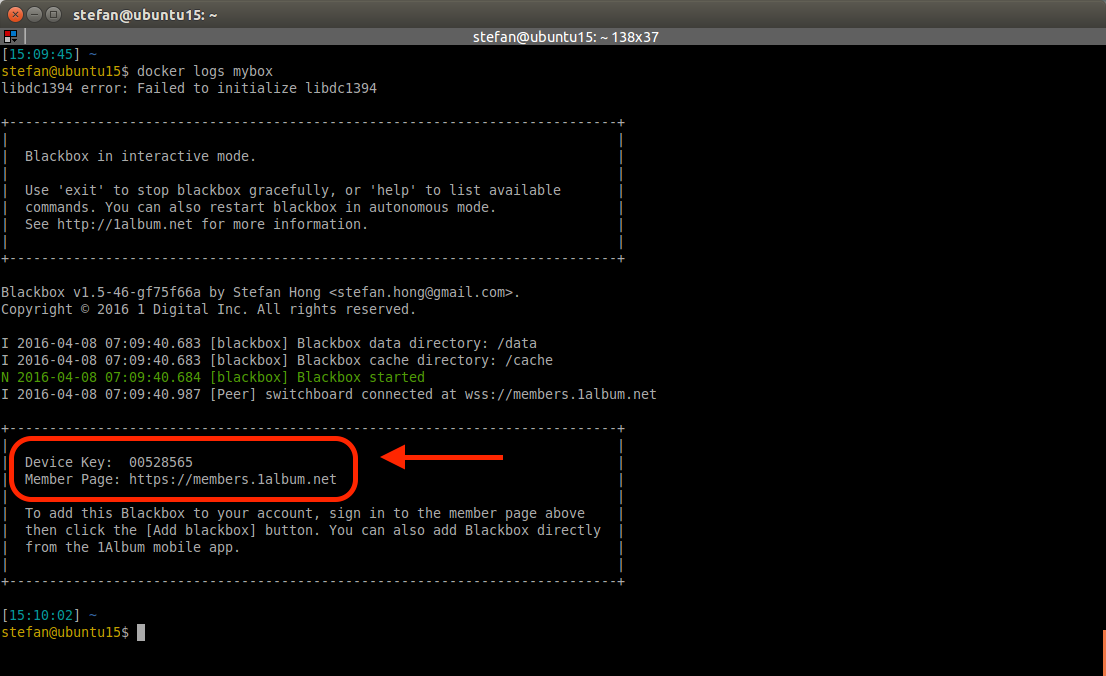 stefan@ubuntu15: ~
stefan@ubuntu15: ~ 138x37
[15:09:45] ~
stefan@ubuntu15$ docker logs mybox
libdc1394 error: Failed to initialize libdc1394
+----------------------------------------------------------------------------+
|                                                                            |
|  Blackbox in interactive mode.                                             |
|                                                                            |
|  Use 'exit' to stop blackbox gracefully, or 'help' to list available       |
|  commands. You can also restart blackbox in autonomous mode.               |
|  See http://1album.net for more information.                               |
|                                                                            |
+----------------------------------------------------------------------------+
Blackbox v1.5-46-gf75f66a by Stefan Hong <stefan.hong@gmail.com>.
Copyright © 2016 1 Digital Inc. All rights reserved.
I 2016-04-08 07:09:40.683 [blackbox] Blackbox data directory: /data
I 2016-04-08 07:09:40.683 [blackbox] Blackbox cache directory: /cache
N 2016-04-08 07:09:40.684 [blackbox] Blackbox started
I 2016-04-08 07:09:40.987 [Peer] switchboard connected at wss://members.1album.net
+----------------------------------------------------------------------------+
|                                                                            |
|  Device Key:  00528565                                                     |
|  Member Page: https://members.1album.net                                   |
|                                                                            |
|  To add this Blackbox to your account, sign in to the member page above    |
|  then click the [Add blackbox] button. You can also add Blackbox directly  |
|  from the 1Album mobile app.                                               |
|                                                                            |
+----------------------------------------------------------------------------+
[15:10:02] ~
stefan@ubuntu15$